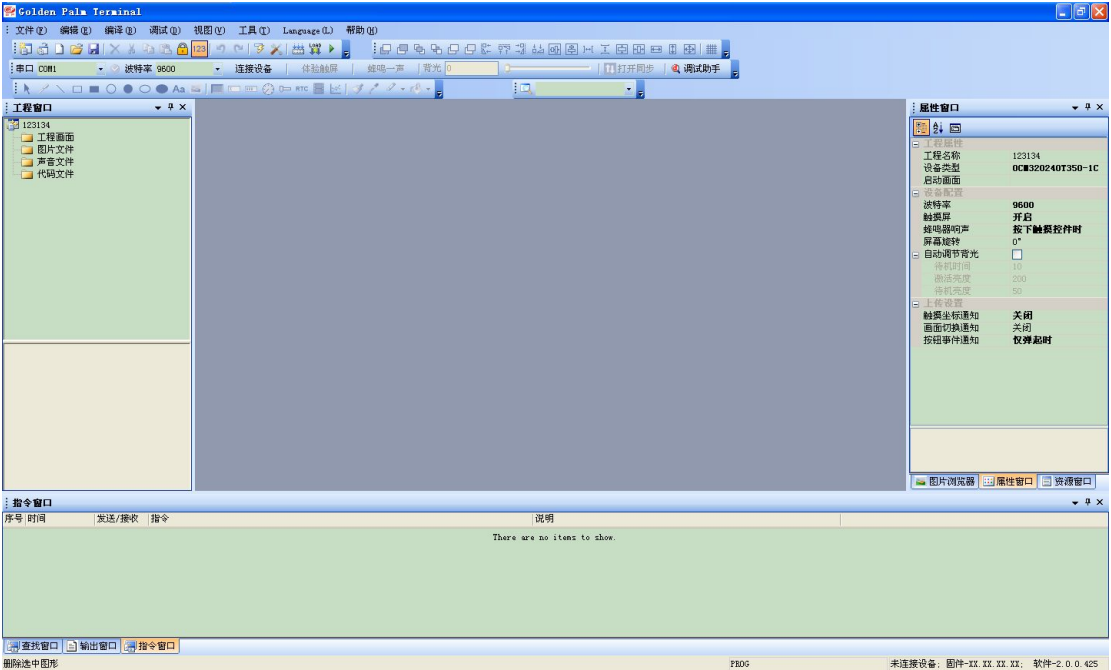 Golden Palm Terminal
文件(F) 编辑(E) 编译(B) 调试(D) 视图(V) 工具(T) Language(L) 帮助(H)
123
串口 COM1 波特率 9600 连接设备 体验触屏 蜂鸣一声 背光 0 打开同步 调试助手
Aa RTC
工程窗口
123134
工程画面
图片文件
声音文件
代码文件
属性窗口
工程属性
工程名称 123134
设备类型 OCM320240T350-1C
启动画面
设备配置
波特率 9600
触摸屏 开启
蜂鸣器响声 按下触摸控件时
屏幕旋转 0°
自动调节背光
待机时间 10
激活亮度 200
待机亮度 50
上传设置
触摸坐标通知 关闭
画面切换通知 关闭
按钮事件通知 仅弹起时
图片浏览器 属性窗口 资源窗口
指令窗口
序号 时间 发送/接收 指令 说明
There are no items to show.
查找窗口 输出窗口 指令窗口
删除选中图形 PROG 未连接设备; 固件-XX.XX.XX.XX; 软件-2.0.0.425